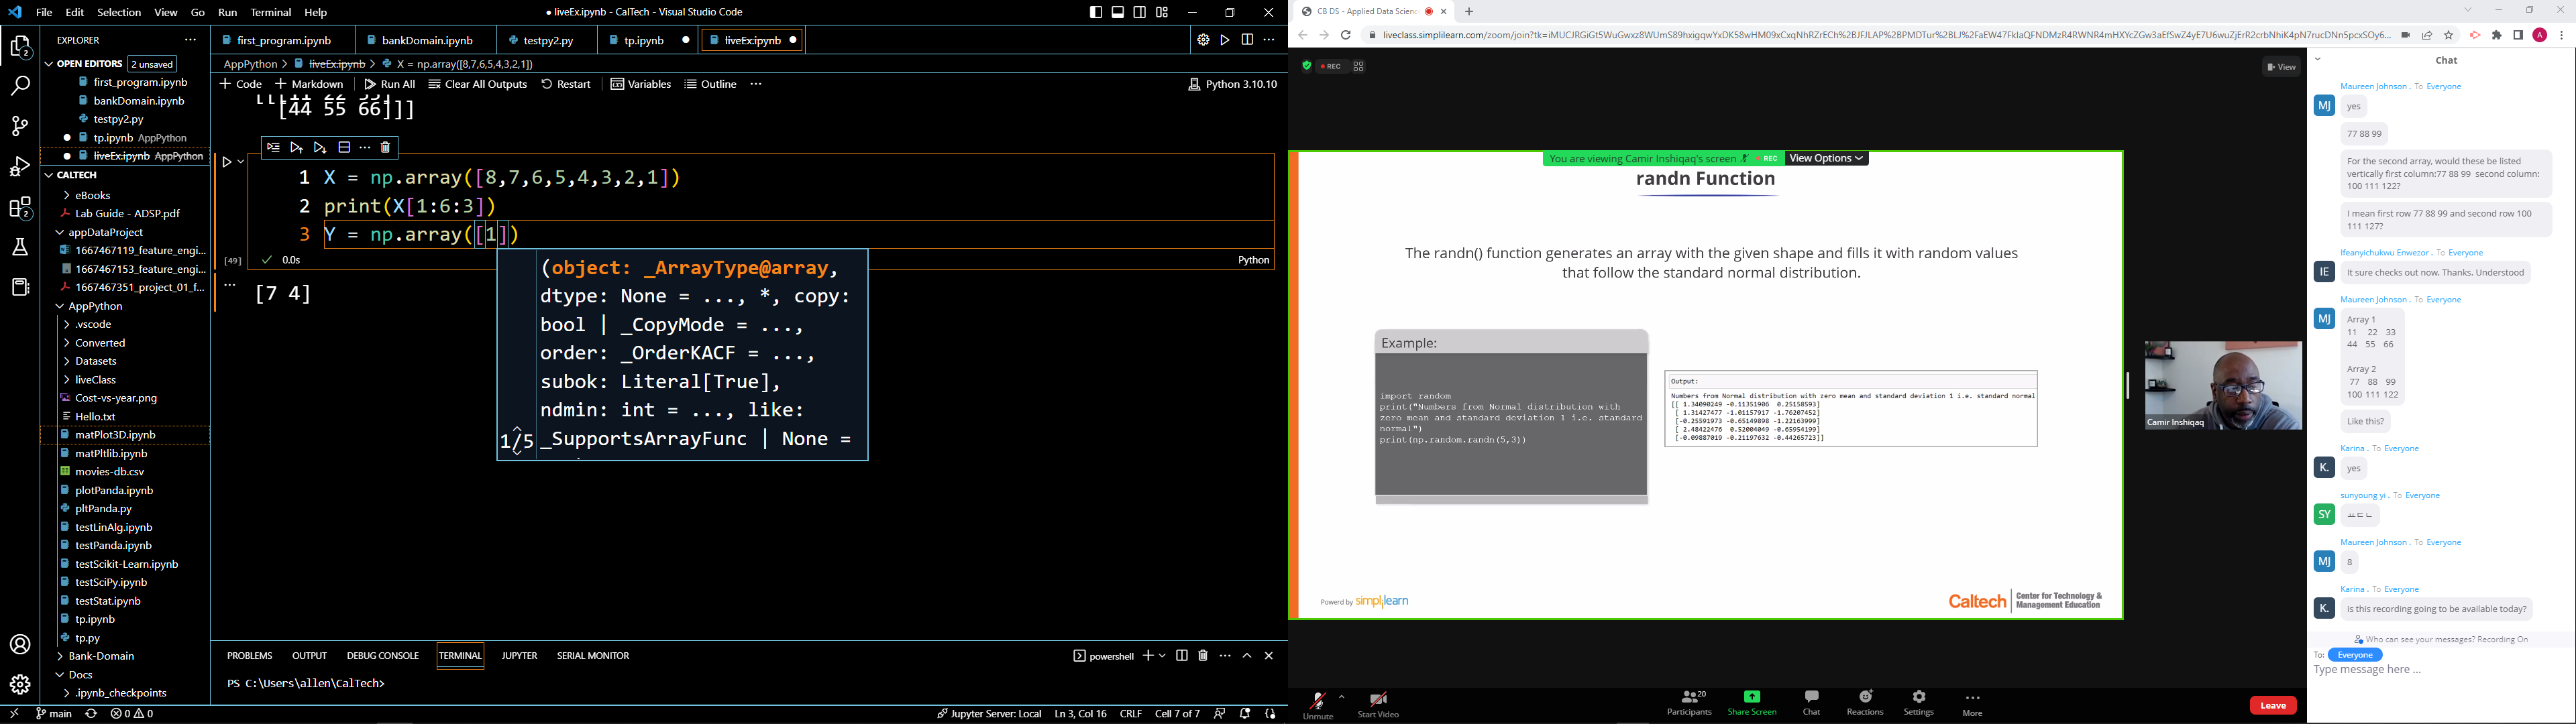 File Edit Selection View Go Run Terminal Help
● liveEx.ipynb - CalTech - Visual Studio Code
EXPLORER
OPEN EDITORS 2 unsaved
first_program.ipynb
bankDomain.ipynb
testpy2.py
tp.ipynb AppPython
liveEx.ipynb AppPython
CALTECH
eBooks
Lab Guide - ADSP.pdf
appDataProject
1667467119_feature_engi...
1667467153_feature_engi...
1667467351_project_01_f...
AppPython
.vscode
Converted
Datasets
liveClass
Cost-vs-year.png
Hello.txt
matPlot3D.ipynb
matPltlib.ipynb
movies-db.csv
plotPanda.ipynb
pltPanda.py
testLinAlg.ipynb
testPanda.ipynb
testScikit-Learn.ipynb
testSciPy.ipynb
testStat.ipynb
tp.ipynb
tp.py
Bank-Domain
Docs
.ipynb_checkpoints
first_program.ipynb bankDomain.ipynb testpy2.py tp.ipynb liveEx.ipynb
AppPython > liveEx.ipynb > X = np.array([8,7,6,5,4,3,2,1])
+ Code + Markdown Run All Clear All Outputs Restart Variables Outline ... Python 3.10.10
[44 55 66]]]
1 X = np.array([8,7,6,5,4,3,2,1])
2 print(X[1:6:3])
3 Y = np.array([1])
[49] 0.0s Python
[7 4]
(object: _ArrayType@array,
dtype: None = ..., *, copy:
bool | _CopyMode = ...,
order: _OrderKACF = ...,
subok: Literal[True],
ndmin: int = ..., like:
1/5 _SupportsArrayFunc | None =
PROBLEMS OUTPUT DEBUG CONSOLE TERMINAL JUPYTER SERIAL MONITOR
powershell
PS C:\Users\allen\CalTech>
main 0 0 Jupyter Server: Local Ln 3, Col 16 CRLF Cell 7 of 7
CB DS - Applied Data Scienc
REC
View
You are viewing Camir Inshiqaq's screen REC View Options
randn Function
The randn() function generates an array with the given shape and fills it with random values
that follow the standard normal distribution.
Example:
import random
print("Numbers from Normal distribution with
zero mean and standard deviation 1 i.e. standard
normal")
print(np.random.randn(5,3))
Output:
Numbers from Normal distribution with zero mean and standard deviation 1 i.e. standard normal
[[ 1.34090249 -0.11351906 0.25158593]
[ 1.31427477 -1.01157917 -1.76207452]
[-0.25591973 -0.65149898 -1.22163999]
[ 2.48422476 0.52004049 -0.65954199]
[-0.09887019 -0.21197632 -0.44265723]]
Powerd by simplilearn
Caltech Center for Technology &
Management Education
Camir Inshiqaq
Chat
Maureen Johnson . To Everyone
MJ yes
77 88 99
For the second array, would these be listed
vertically first column:77 88 99 second column:
100 111 122?
I mean first row 77 88 99 and second row 100
111 127?
Ifeanyichukwu Enwezor . To Everyone
IE It sure checks out now. Thanks. Understood
Maureen Johnson . To Everyone
MJ Array 1
11 22 33
44 55 66
Array 2
77 88 99
100 111 122
Like this?
Karina . To Everyone
K. yes
sunyoung yi . To Everyone
SY ㅛㄷㄴ
Maureen Johnson . To Everyone
MJ 8
Karina . To Everyone
K. is this recording going to be available today?
Who can see your messages? Recording On
To: Everyone
Type message here ...
Unmute Start Video Participants 20 Share Screen Chat Reactions Settings More Leave